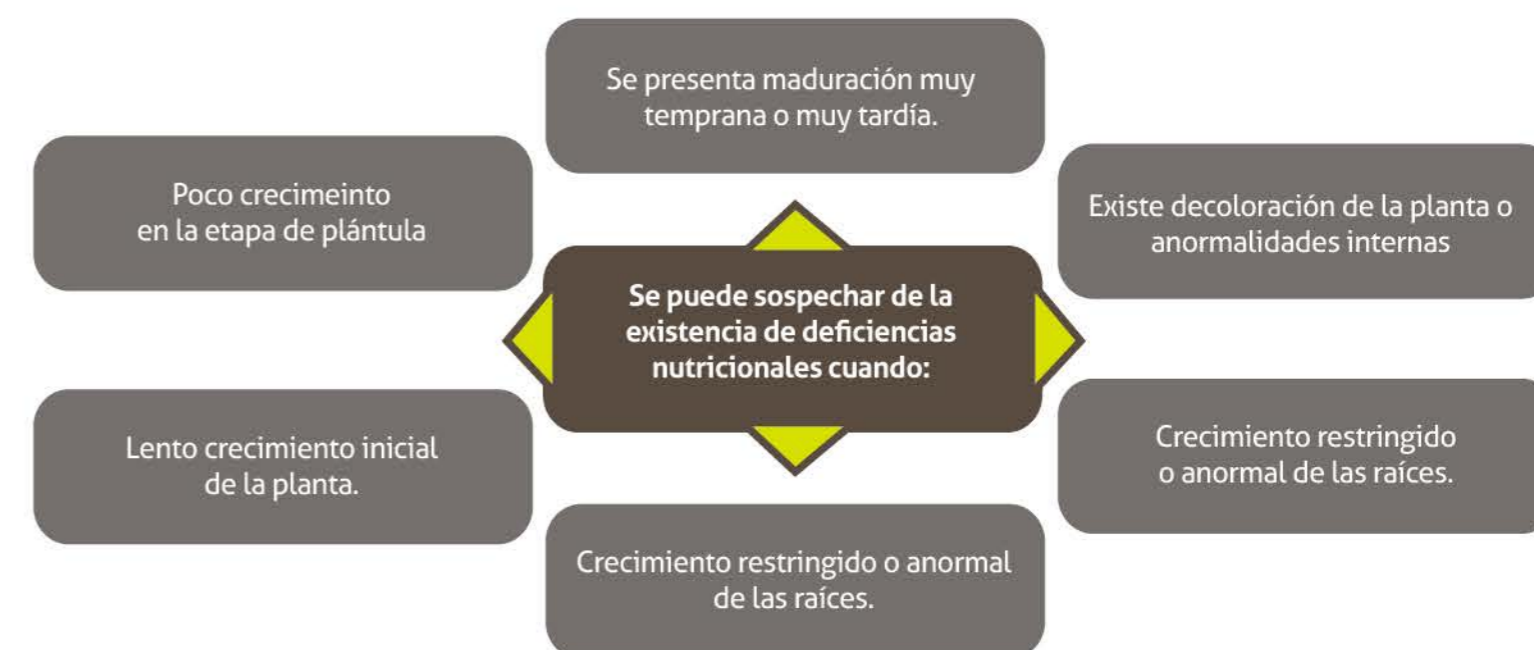 Se presenta maduración muy
temprana o muy tardía.
Poco crecimeinto
en la etapa de plántula
Existe decoloración de la planta o
anormalidades internas
Se puede sospechar de la
existencia de deficiencias
nutricionales cuando:
Lento crecimiento inicial
de la planta.
Crecimiento restringido
o anormal de las raíces.
Crecimiento restringido o anormal
de las raíces.